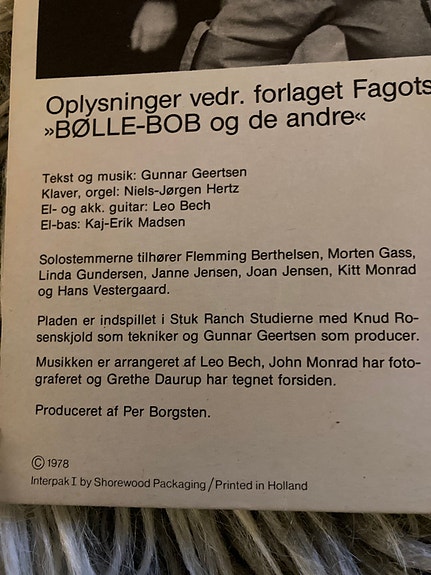 Oplysninger vedr. forlaget Fagots
»BØLLE-BOB og de andre«
Tekst og musik: Gunnar Geertsen
Klaver, orgel: Niels-Jørgen Hertz
El- og akk. guitar: Leo Bech
El-bas: Kaj-Erik Madsen
Solostemmerne tilhører Flemming Berthelsen, Morten Gass,
Linda Gundersen, Janne Jensen, Joan Jensen, Kitt Monrad
og Hans Vestergaard.
Pladen er indspillet i Stuk Ranch Studierne med Knud Ro-
senskjold som tekniker og Gunnar Geertsen som producer.
Musikken er arrangeret af Leo Bech, John Monrad har foto-
graferet og Grethe Daurup har tegnet forsiden.
Produceret af Per Borgsten.
© 1978
Interpak I by Shorewood Packaging/Printed in Holland